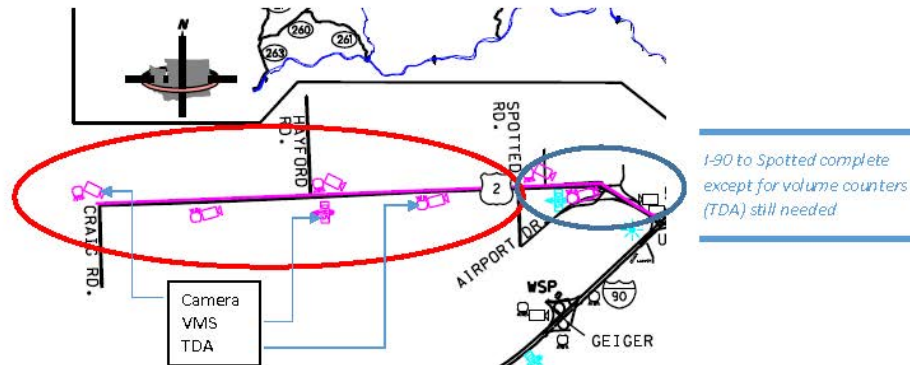 N
260
261
263
HAYFORD
RD.
SPOTTED
RD.
2
CRAIG RD.
AIRPORT DR.
I-90 to Spotted complete
except for volume counters
(TDA) still needed
Camera
VMS
TDA
WSP
90
GEIGER
U